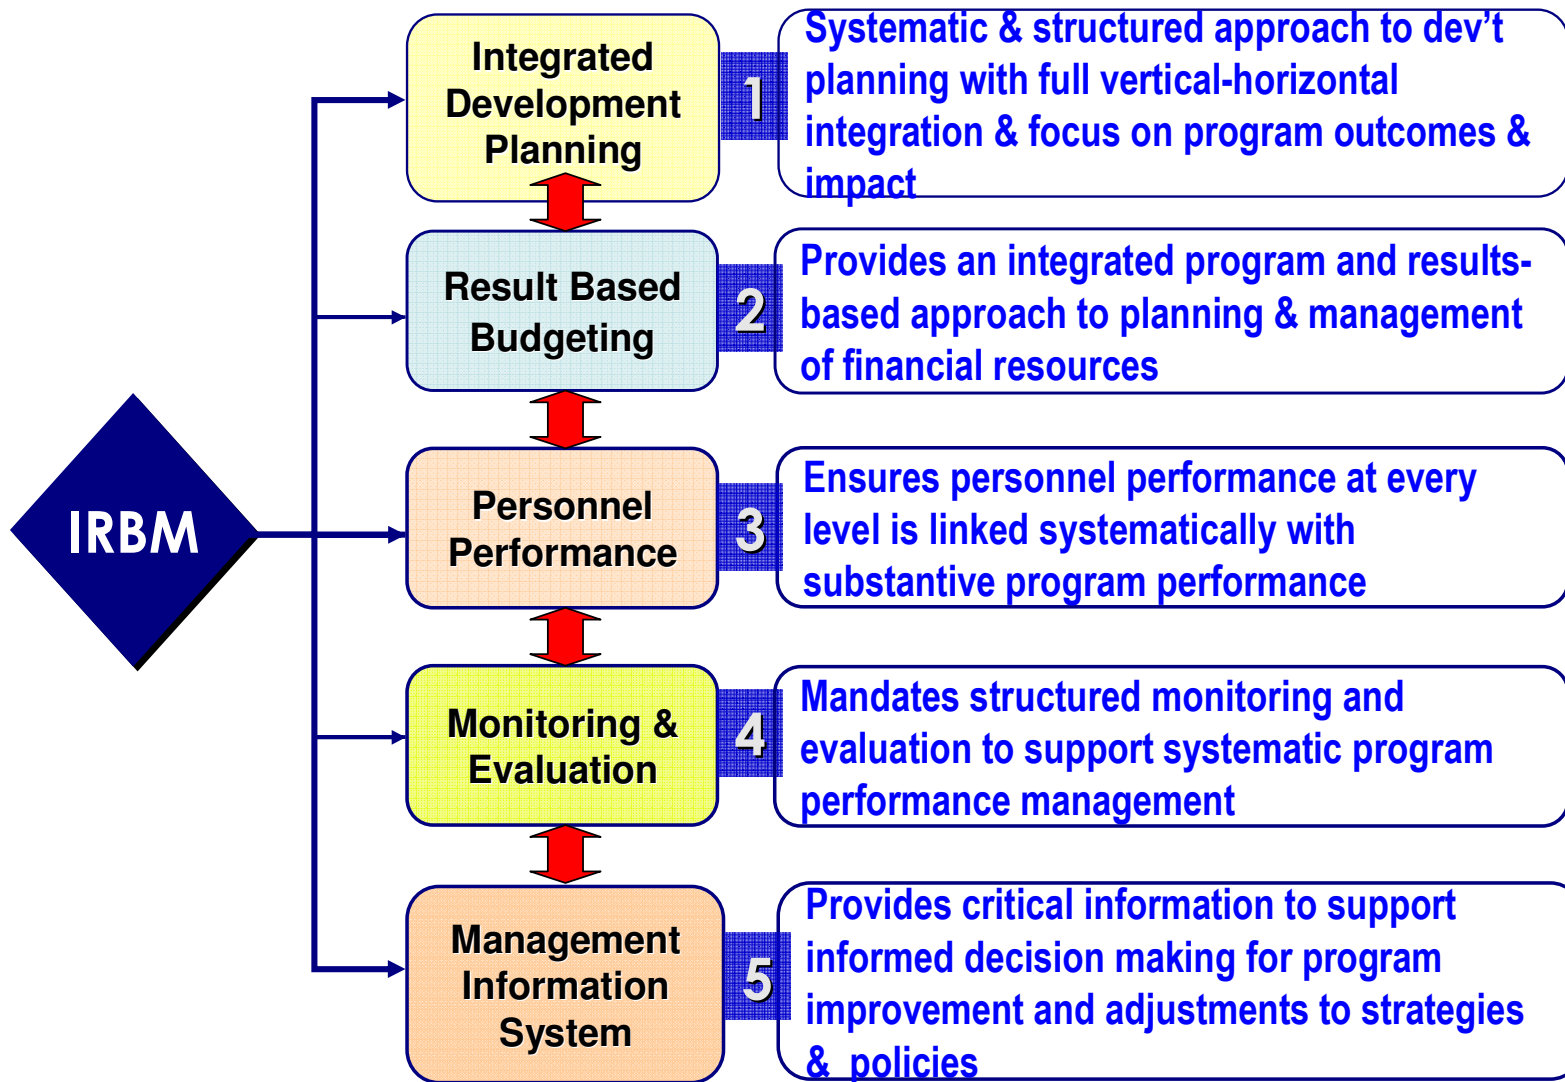 IRBM
Integrated
Development
Planning
1
Systematic & structured approach to dev’t
planning with full vertical-horizontal
integration & focus on program outcomes &
impact
Result Based
Budgeting
2
Provides an integrated program and results-
based approach to planning & management
of financial resources
Personnel
Performance
3
Ensures personnel performance at every
level is linked systematically with
substantive program performance
Monitoring &
Evaluation
4
Mandates structured monitoring and
evaluation to support systematic program
performance management
Management
Information
System
5
Provides critical information to support
informed decision making for program
improvement and adjustments to strategies
& policies